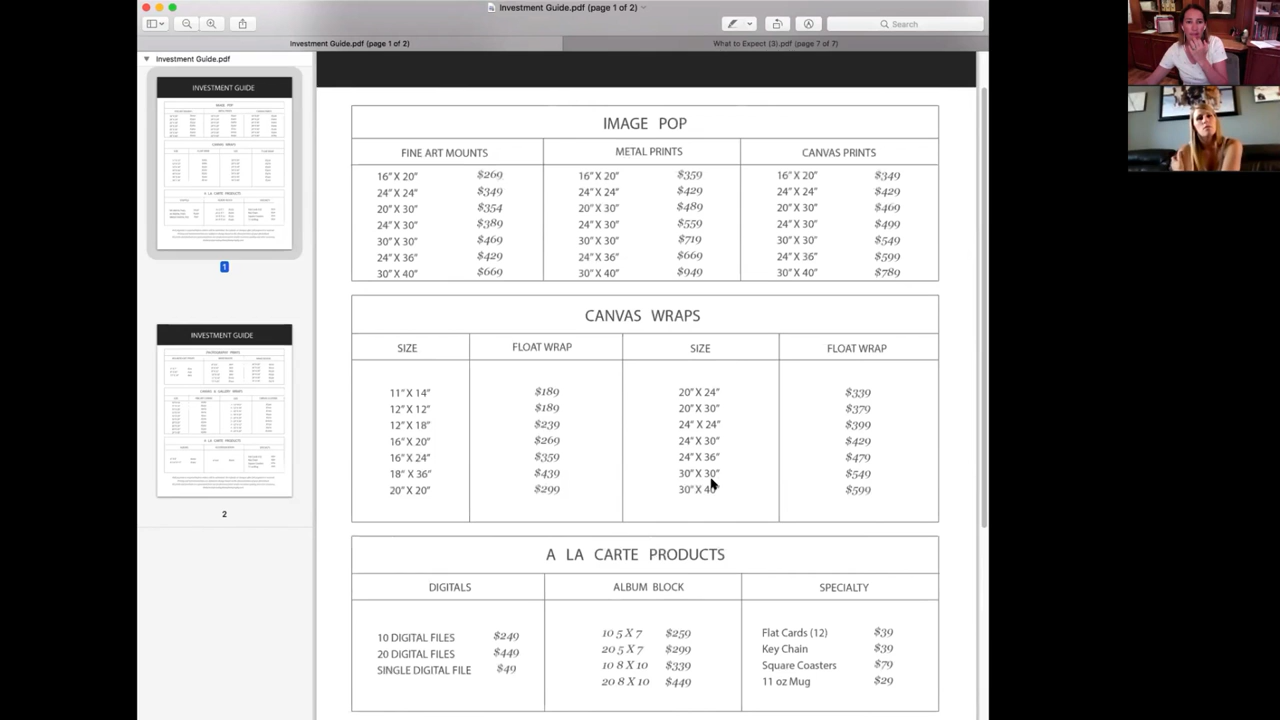 Investment Guide.pdf (page 1 of 2)
Search
Investment Guide.pdf (page 1 of 2)
What to Expect (3).pdf (page 7 of 7)
Investment Guide.pdf
INVESTMENT GUIDE
1
INVESTMENT GUIDE
2
IMAGE POP
FINE ART MOUNTS METAL PRINTS CANVAS PRINTS
16" X 20" $269 16" X 20" $359 16" X 20" $349
24" X 24" $349 24" X 24" $429 24" X 24" $429
20" X 30" $354 20" X 30" $489 20" X 30" $469
24" X 30" $389 24" X 30" $599 24" X 30" $499
30" X 30" $469 30" X 30" $719 30" X 30" $549
24" X 36" $429 24" X 36" $669 24" X 36" $599
30" X 40" $669 30" X 40" $949 30" X 40" $789
CANVAS WRAPS
SIZE FLOAT WRAP SIZE FLOAT WRAP
11" X 14" $189 20" X 24" $339
12" X 12" $189 20" X 30" $379
12" X 18" $239 24" X 24" $399
16" X 20" $269 24" X 30" $429
16" X 24" $359 24" X 36" $479
18" X 36" $439 30" X 30" $549
20" X 20" $299 30" X 40" $599
A LA CARTE PRODUCTS
DIGITALS ALBUM BLOCK SPECIALTY
10 DIGITAL FILES $249 10 5 X 7 $259 Flat Cards (12) $39
20 DIGITAL FILES $449 20 5 X 7 $299 Key Chain $39
SINGLE DIGITAL FILE $49 10 8 X 10 $339 Square Coasters $79
20 8 X 10 $449 11 oz Mug $29